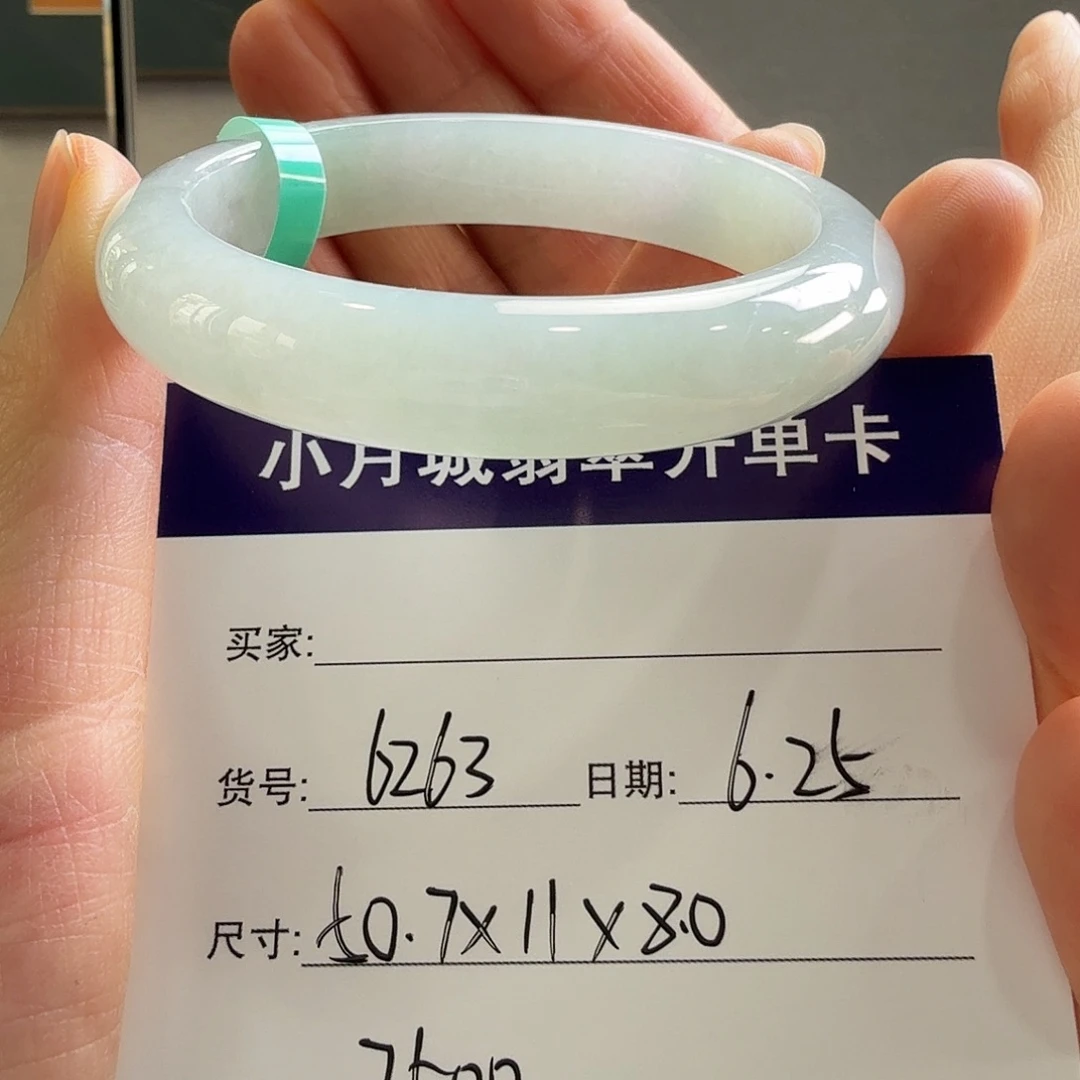 小月城翡翠开单卡
买家:
货号: 6263 日期: 6.25
尺寸: 50.7x11x8.0